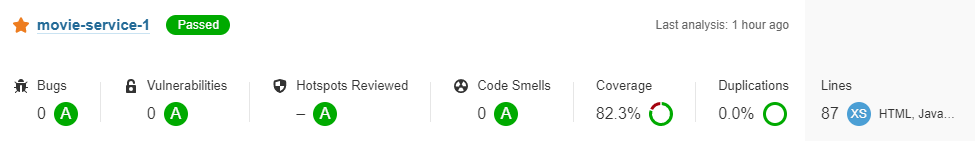 movie-service-1 Passed Last analysis: 1 hour ago
Bugs Vulnerabilities Hotspots Reviewed Code Smells Coverage Duplications Lines
0 A 0 A – A 0 A 82.3% 0.0% 87 XS HTML, Java…